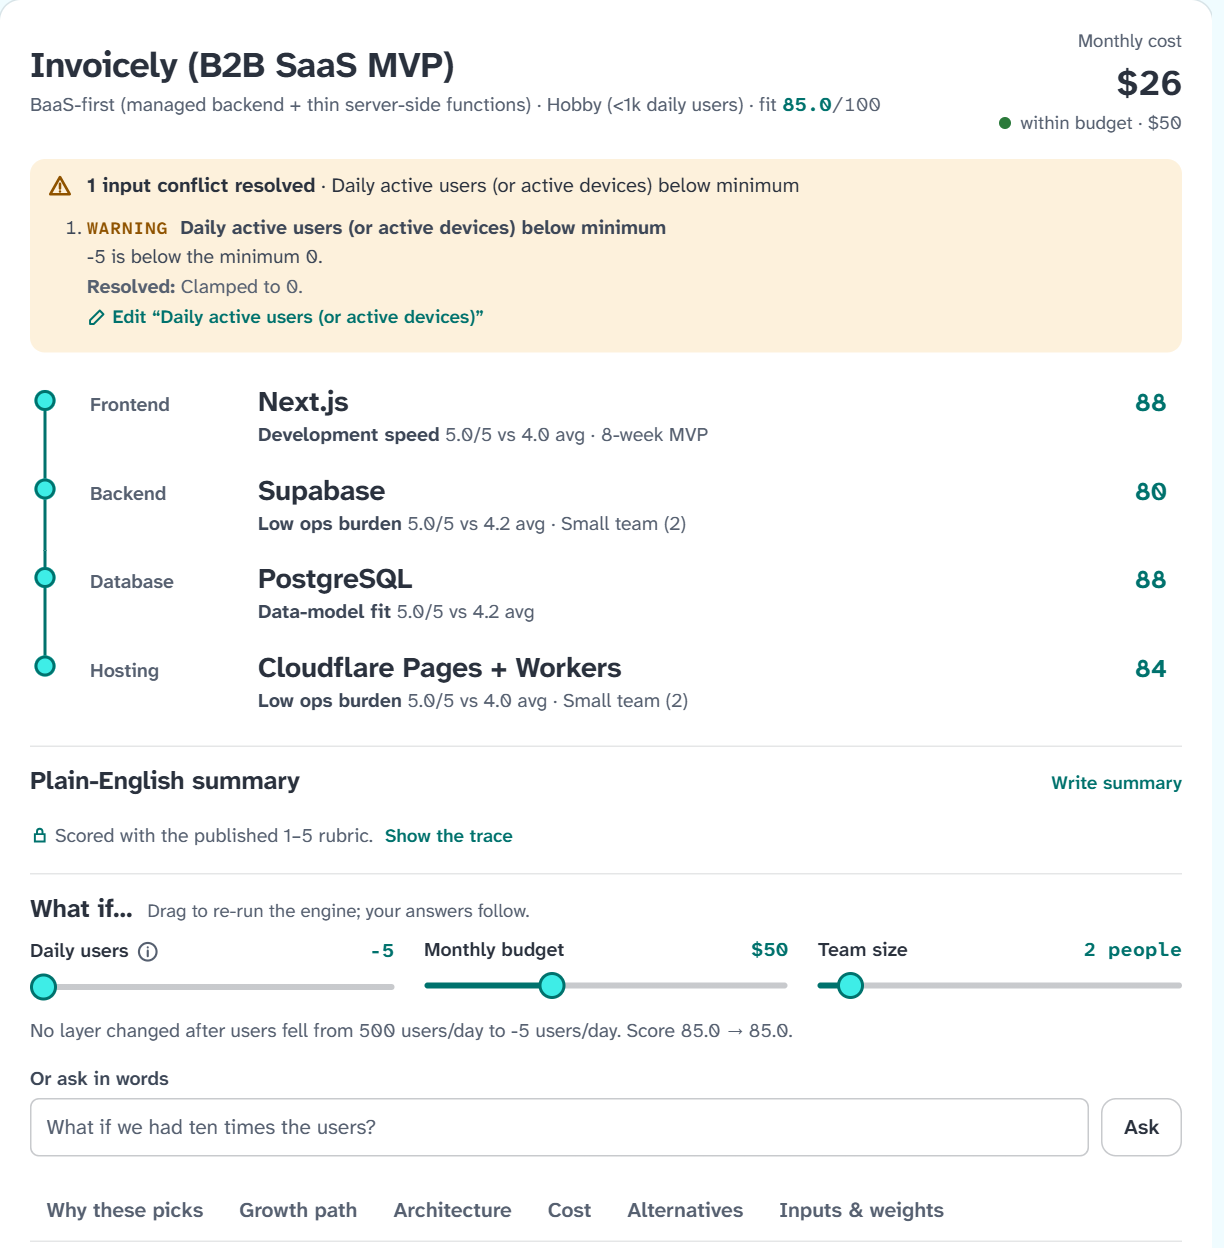 Invoicely (B2B SaaS MVP)
BaaS-first (managed backend + thin server-side functions) · Hobby (<1k daily users) · fit 85.0/100
Monthly cost
$26
within budget · $50
1 input conflict resolved · Daily active users (or active devices) below minimum
1. WARNING Daily active users (or active devices) below minimum
-5 is below the minimum 0.
Resolved: Clamped to 0.
Edit “Daily active users (or active devices)”
Frontend Next.js 88
Development speed 5.0/5 vs 4.0 avg · 8-week MVP
Backend Supabase 80
Low ops burden 5.0/5 vs 4.2 avg · Small team (2)
Database PostgreSQL 88
Data-model fit 5.0/5 vs 4.2 avg
Hosting Cloudflare Pages + Workers 84
Low ops burden 5.0/5 vs 4.0 avg · Small team (2)
Plain-English summary Write summary
Scored with the published 1–5 rubric. Show the trace
What if... Drag to re-run the engine; your answers follow.
Daily users -5 Monthly budget $50 Team size 2 people
No layer changed after users fell from 500 users/day to -5 users/day. Score 85.0 → 85.0.
Or ask in words
What if we had ten times the users? Ask
Why these picks Growth path Architecture Cost Alternatives Inputs & weights